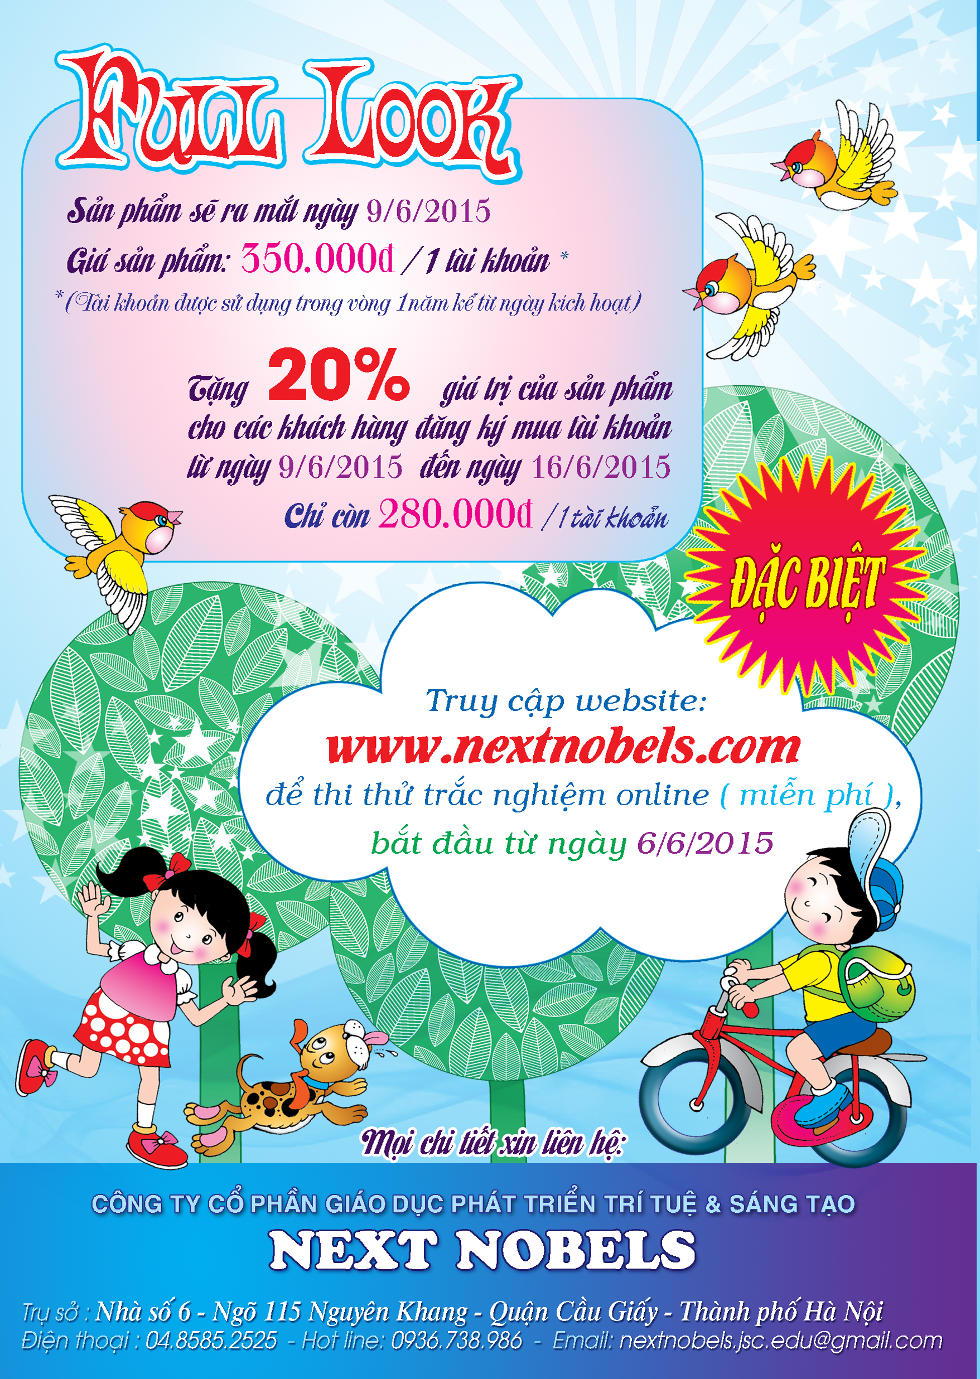 FULL LOOK
Sản phẩm sẽ ra mắt ngày 9/6/2015
Giá sản phẩm: 350.000đ / 1 tài khoản *
*(Tài khoản được sử dụng trong vòng 1năm kể từ ngày kích hoạt)
Tặng 20% giá trị của sản phẩm
cho các khách hàng đăng ký mua tài khoản
từ ngày 9/6/2015 đến ngày 16/6/2015
Chỉ còn 280.000đ /1 tài khoản
ĐẶC BIỆT
Truy cập website:
www.nextnobels.com
để thi thử trắc nghiệm online ( miễn phí ),
bắt đầu từ ngày 6/6/2015
Mọi chi tiết xin liên hệ:
CÔNG TY CỔ PHẦN GIÁO DỤC PHÁT TRIỂN TRÍ TUỆ & SÁNG TẠO
NEXT NOBELS
Trụ sở : Nhà số 6 - Ngõ 115 Nguyên Khang - Quận Cầu Giấy - Thành phố Hà Nội
Điện thoại : 04.8585.2525 - Hot line: 0936.738.986 - Email: nextnobels.jsc.edu@gmail.com